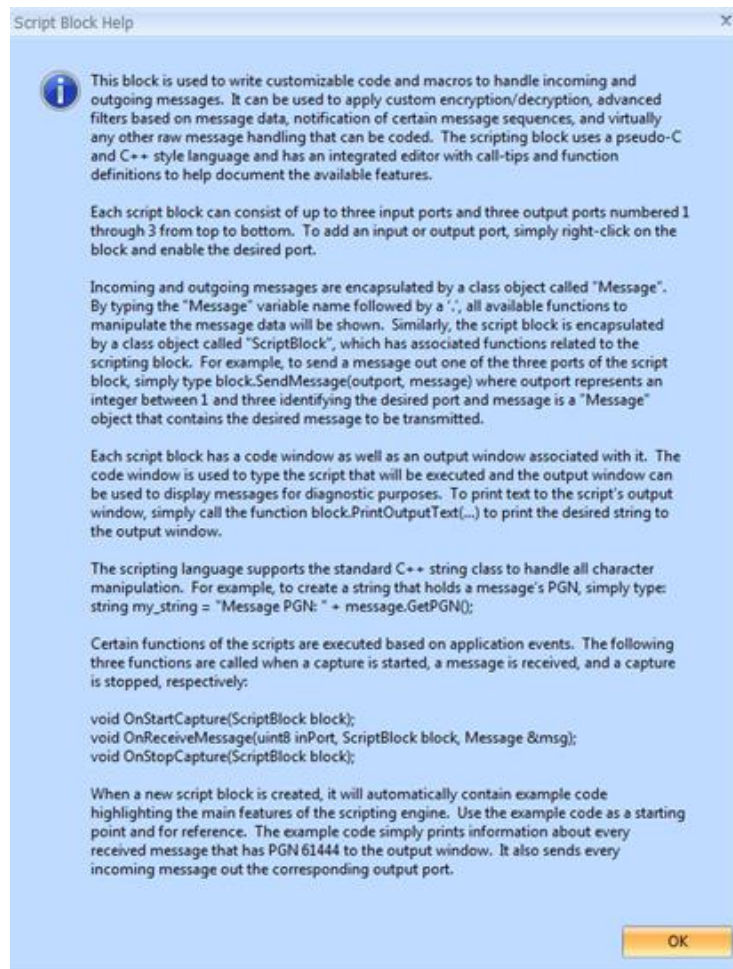 Script Block Help
This block is used to write customizable code and macros to handle incoming and
outgoing messages. It can be used to apply custom encryption/decryption, advanced
filters based on message data, notification of certain message sequences, and virtually
any other raw message handling that can be coded. The scripting block uses a pseudo-C
and C++ style language and has an integrated editor with call-tips and function
definitions to help document the available features.
Each script block can consist of up to three input ports and three output ports numbered 1
through 3 from top to bottom. To add an input or output port, simply right-click on the
block and enable the desired port.
Incoming and outgoing messages are encapsulated by a class object called "Message".
By typing the "Message" variable name followed by a '.', all available functions to
manipulate the message data will be shown. Similarly, the script block is encapsulated
by a class object called "ScriptBlock", which has associated functions related to the
scripting block. For example, to send a message out one of the three ports of the script
block, simply type block.SendMessage(outport, message) where outport represents an
integer between 1 and three identifying the desired port and message is a "Message"
object that contains the desired message to be transmitted.
Each script block has a code window as well as an output window associated with it. The
code window is used to type the script that will be executed and the output window can
be used to display messages for diagnostic purposes. To print text to the script's output
window, simply call the function block.PrintOutputText(...) to print the desired string to
the output window.
The scripting language supports the standard C++ string class to handle all character
manipulation. For example, to create a string that holds a message's PGN, simply type:
string my_string = "Message PGN: " + message.GetPGN();
Certain functions of the scripts are executed based on application events. The following
three functions are called when a capture is started, a message is received, and a capture
is stopped, respectively:
void OnStartCapture(ScriptBlock block);
void OnReceiveMessage(uint8 inPort, ScriptBlock block, Message &msg);
void OnStopCapture(ScriptBlock block);
When a new script block is created, it will automatically contain example code
highlighting the main features of the scripting engine. Use the example code as a starting
point and for reference. The example code simply prints information about every
received message that has PGN 61444 to the output window. It also sends every
incoming message out the corresponding output port.
OK